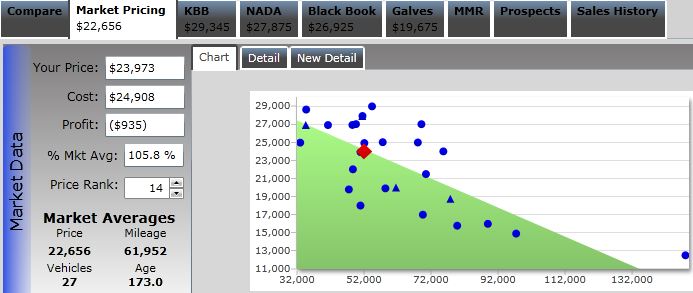 Compare Market Pricing KBB NADA Black Book Galves MMR Prospects Sales History
$22,656 $29,345 $27,875 $26,925 $19,675
Chart Detail New Detail
Market Data
Your Price: $23,973
Cost: $24,908
Profit: ($935)
% Mkt Avg: 105.8 %
Price Rank: 14
Market Averages
Price Mileage
22,656 61,952
Vehicles Age
27 173.0
29,000
27,000
25,000
23,000
21,000
19,000
17,000
15,000
13,000
11,000
32,000 52,000 72,000 92,000 112,000 132,000